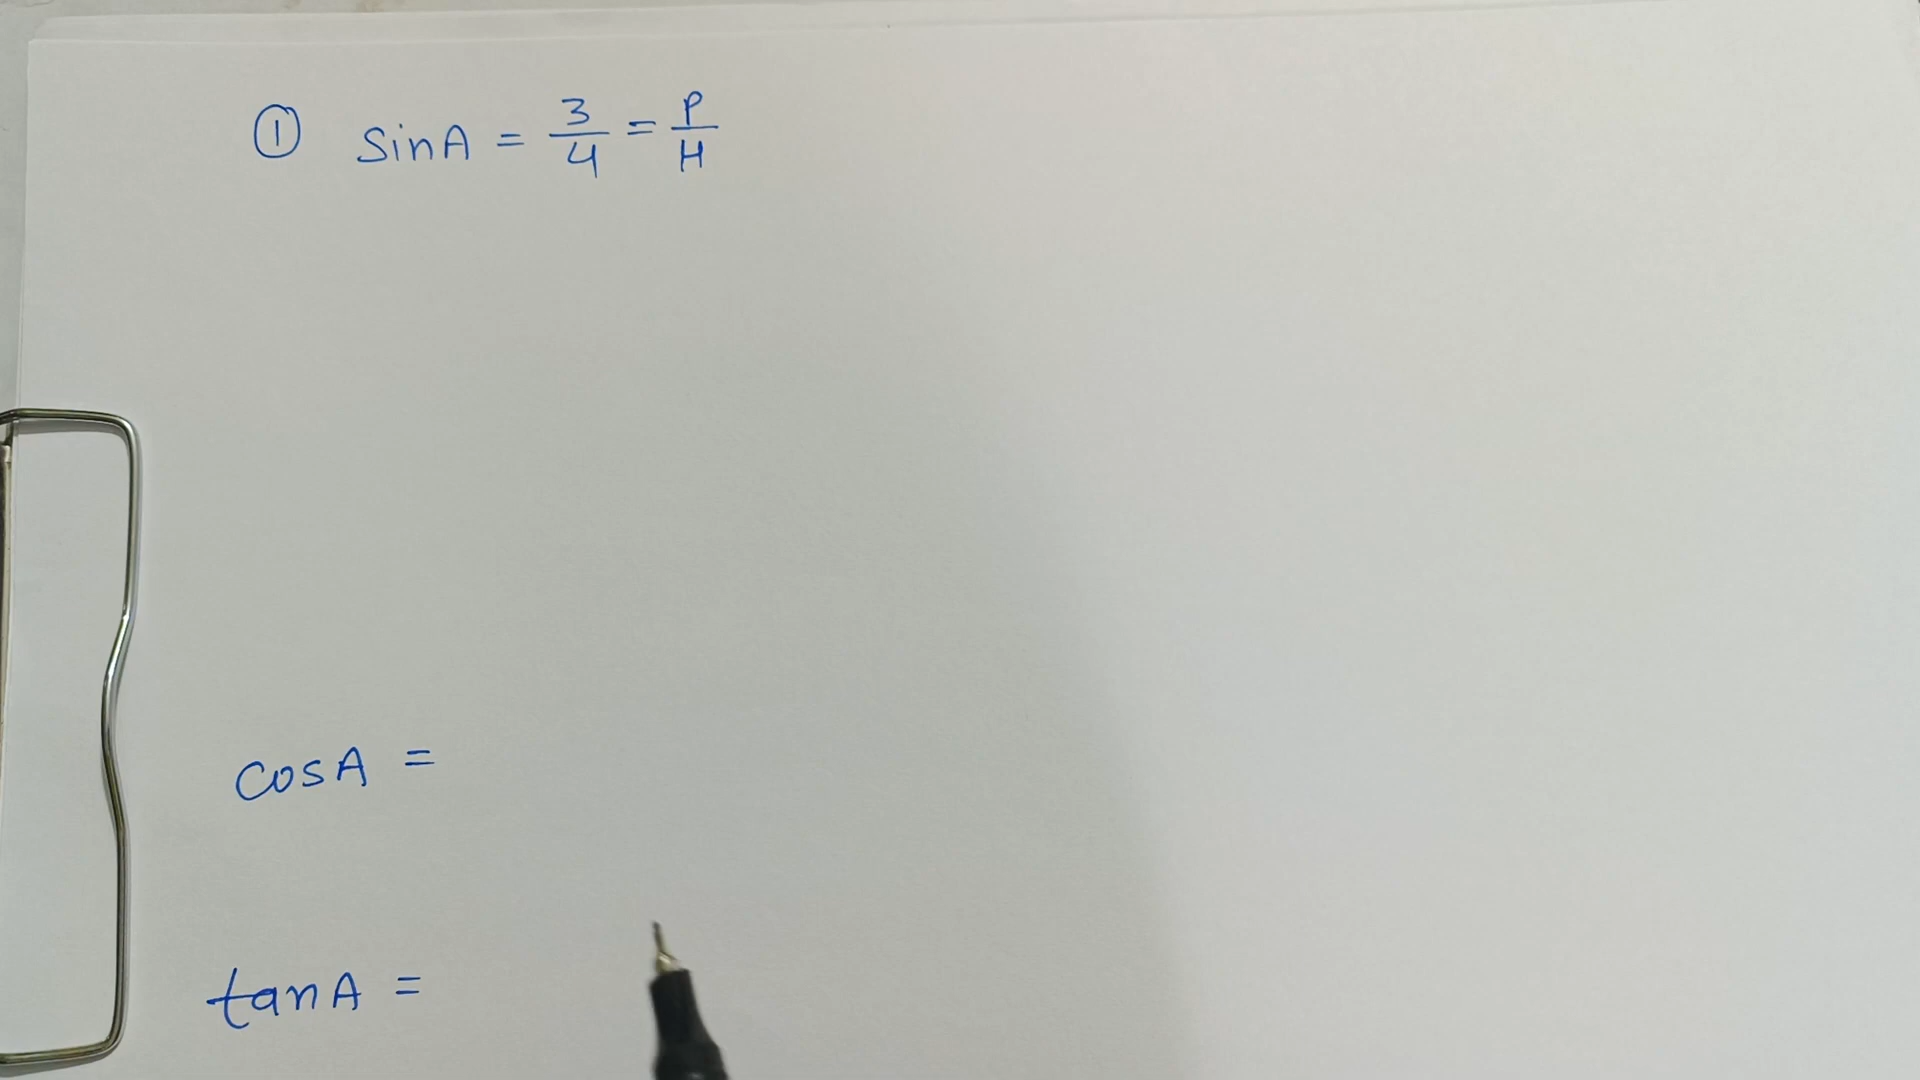 ① sinA = 3/4 = P/H
cosA =
tanA =